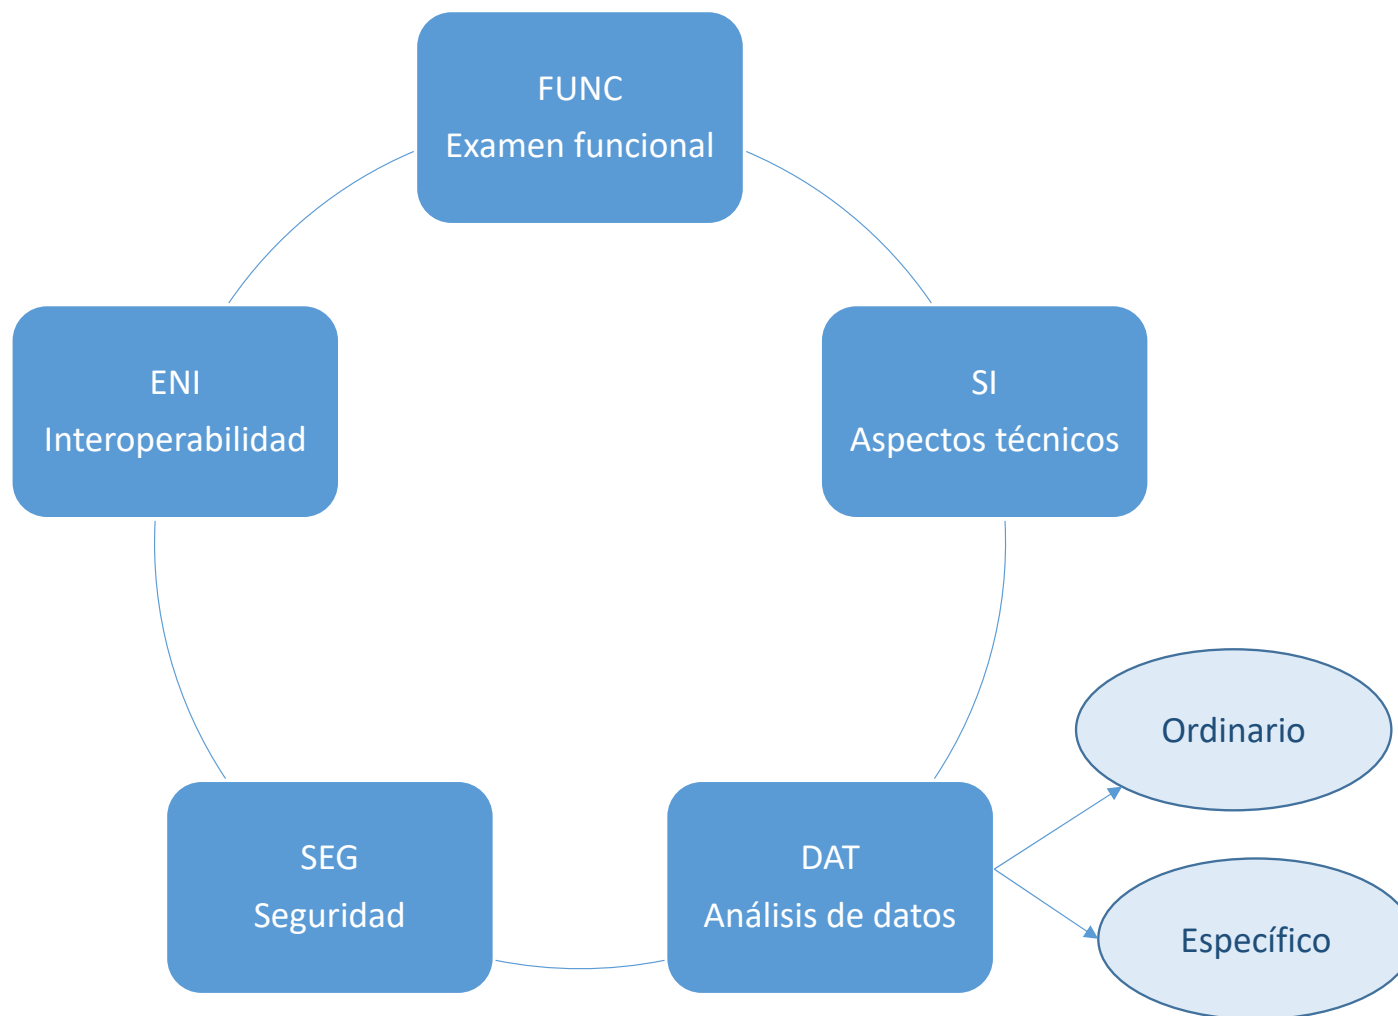 FUNC
Examen funcional
ENI
Interoperabilidad
SI
Aspectos técnicos
Ordinario
SEG
Seguridad
DAT
Análisis de datos
Específico